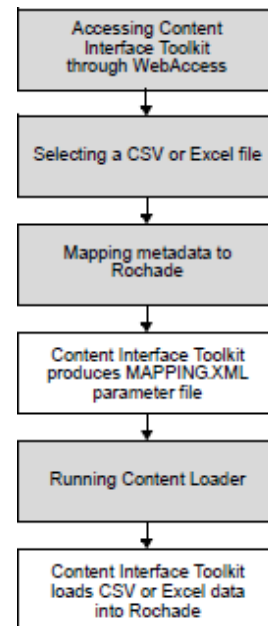 Accessing Content
Interface Toolkit
through WebAccess
Selecting a CSV or Excel file
Mapping metadata to
Rochade
Content Interface Toolkit
produces MAPPING.XML
parameter file
Running Content Loader
Content Interface Toolkit
loads CSV or Excel data
into Rochade